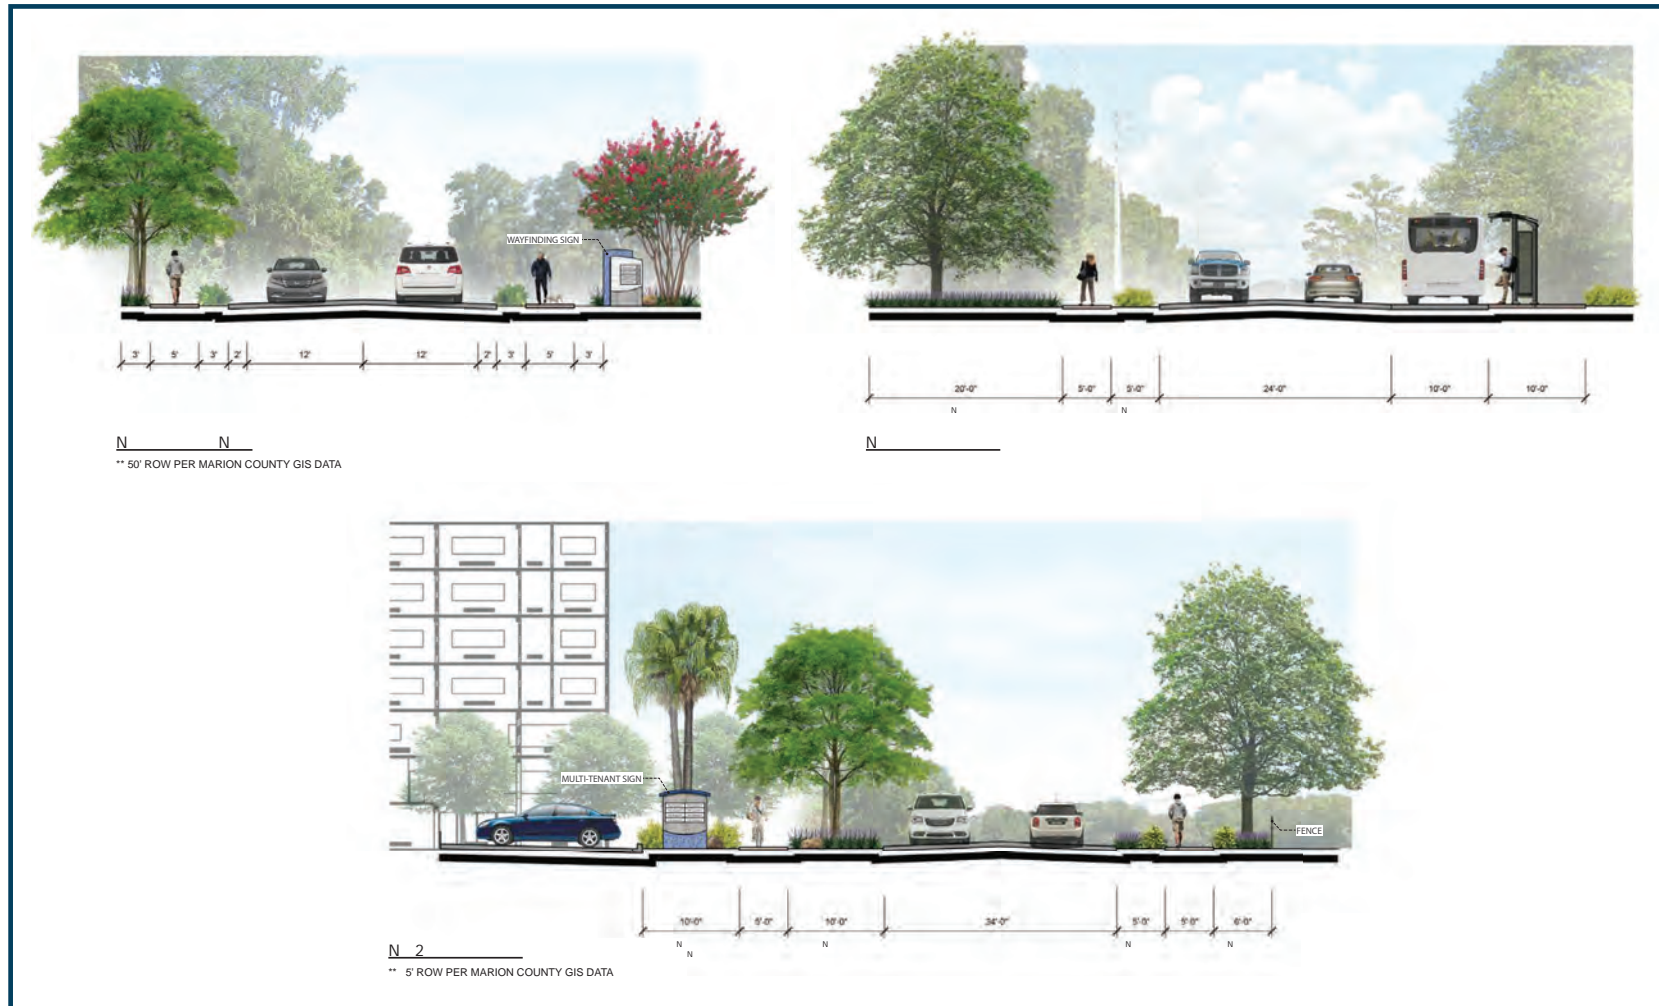 WAYFINDING SIGN
3' 5' 3' 2' 12' 12' 2' 3' 5' 3'
N N
** 50' ROW PER MARION COUNTY GIS DATA
20'-0" 5'-0" 5'-0" 24'-0" 10'-0" 10'-0"
N N
N
MULTI-TENANT SIGN
FENCE
10'-0" 5'-0" 10'-0" 24'-0" 5'-0" 5'-0" 6'-0"
N N N N
N
N 2
** 5' ROW PER MARION COUNTY GIS DATA